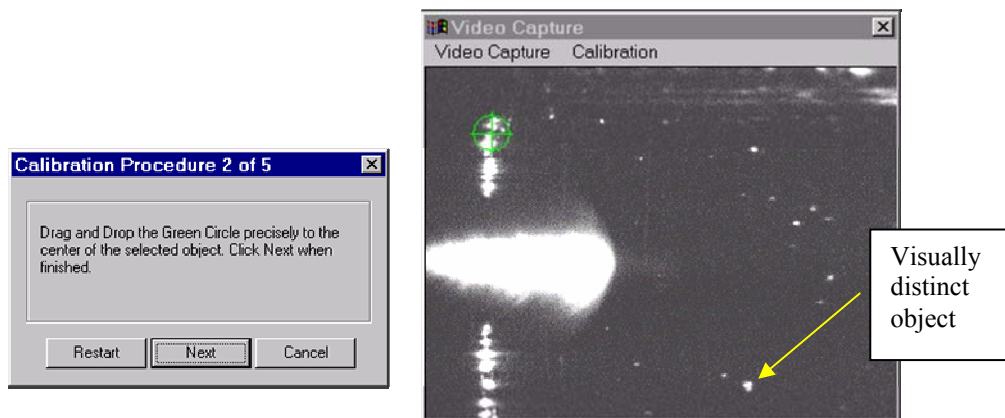 Calibration Procedure 2 of 5
Drag and Drop the Green Circle precisely to the
center of the selected object. Click Next when
finished.
Restart Next Cancel
Video Capture
Video Capture Calibration
Visually
distinct
object